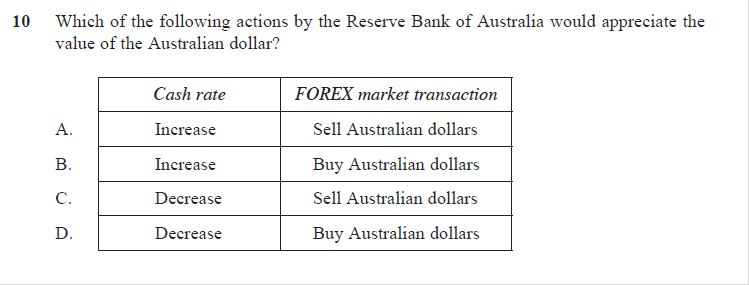 10 Which of the following actions by the Reserve Bank of Australia would appreciate the
value of the Australian dollar?
Cash rate FOREX market transaction
A. Increase Sell Australian dollars
B. Increase Buy Australian dollars
C. Decrease Sell Australian dollars
D. Decrease Buy Australian dollars